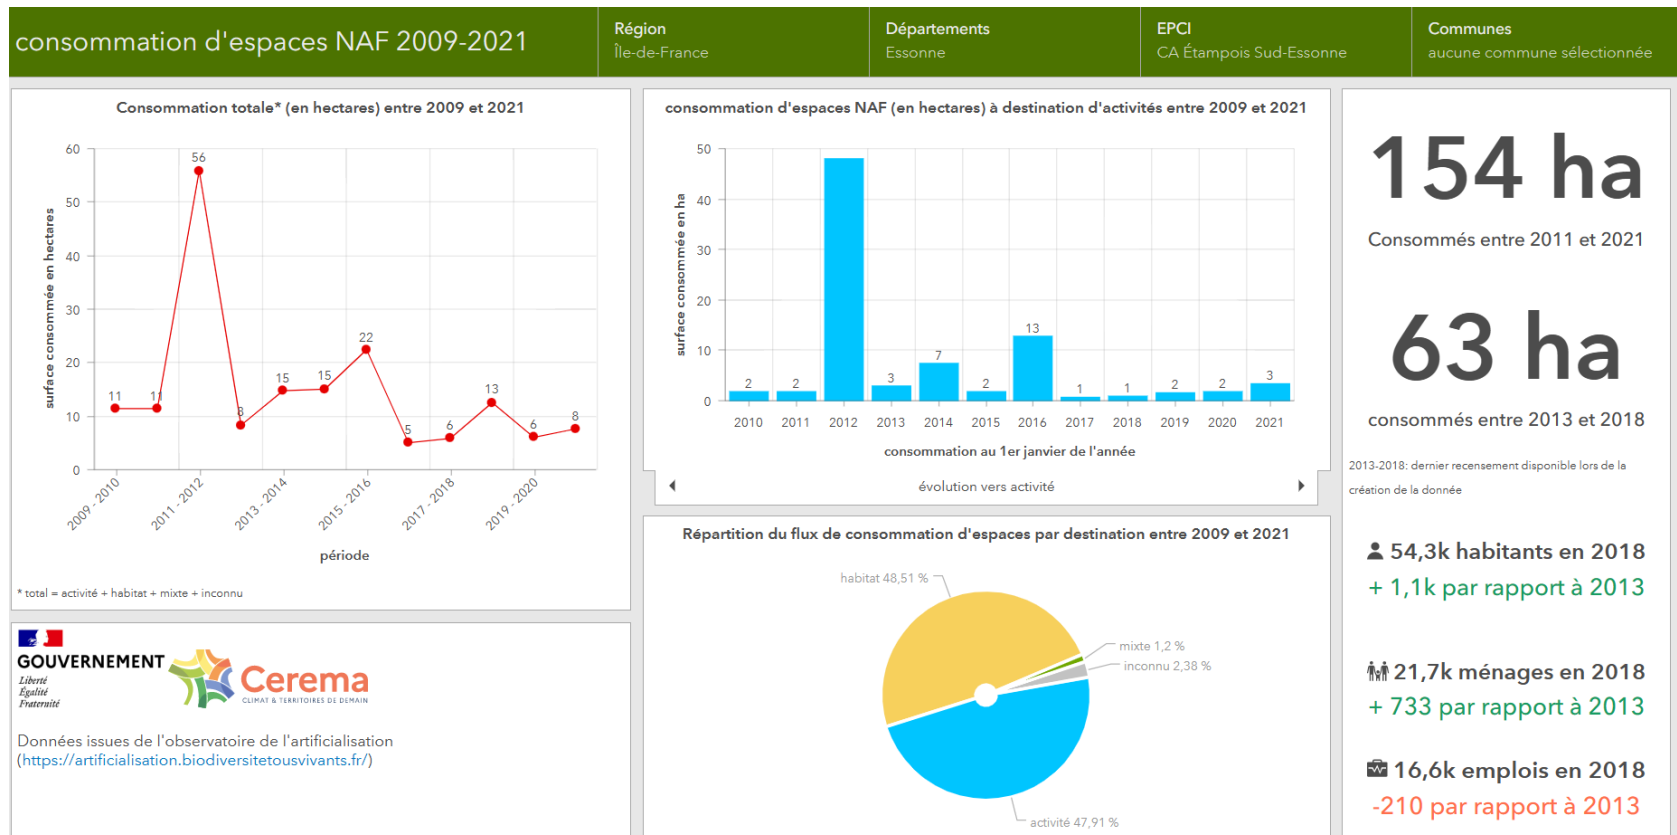 consommation d'espaces NAF 2009-2021
Région
Île-de-France
Départements
Essonne
EPCI
CA Étampois Sud-Essonne
Communes
aucune commune sélectionnée
Consommation totale* (en hectares) entre 2009 et 2021
surface consommée en hectares
60
50
40
30
20
10
0
11
11
56
8
15
15
22
5
6
13
6
8
2009 - 2010
2011 - 2012
2013 - 2014
2015 - 2016
2017 - 2018
2019 - 2020
période
* total = activité + habitat + mixte + inconnu
consommation d'espaces NAF (en hectares) à destination d'activités entre 2009 et 2021
surface consommée en ha
50
40
30
20
10
0
2
2
3
7
2
13
1
1
2
2
3
2010
2011
2012
2013
2014
2015
2016
2017
2018
2019
2020
2021
consommation au 1er janvier de l'année
évolution vers activité
Répartition du flux de consommation d'espaces par destination entre 2009 et 2021
habitat 48,51 %
mixte 1,2 %
inconnu 2,38 %
activité 47,91 %
154 ha
Consommés entre 2011 et 2021
63 ha
consommés entre 2013 et 2018
2013-2018: dernier recensement disponible lors de la
création de la donnée
54,3k habitants en 2018
+ 1,1k par rapport à 2013
21,7k ménages en 2018
+ 733 par rapport à 2013
16,6k emplois en 2018
-210 par rapport à 2013
GOUVERNEMENT
Liberté
Égalité
Fraternité
Cerema
CLIMAT & TERRITOIRES DE DEMAIN
Données issues de l'observatoire de l'artificialisation
(https://artificialisation.biodiversitetousvivants.fr/)